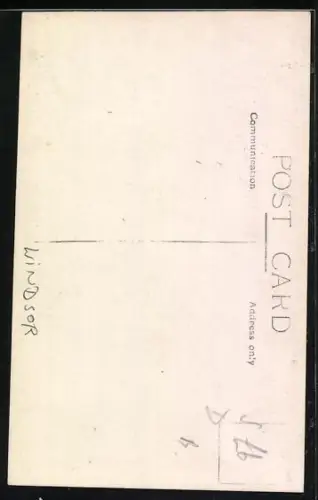 POST CARD
Communication
Address only
WINDSOR